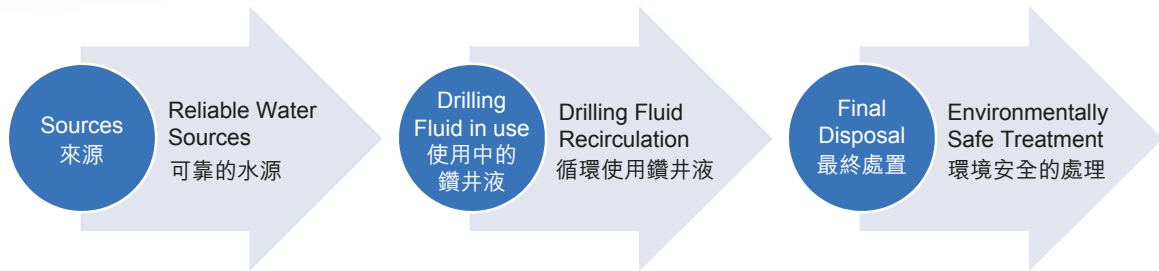 Sources
來源
Reliable Water
Sources
可靠的水源
Drilling
Fluid in use
使用中的
鑽井液
Drilling Fluid
Recirculation
循環使用鑽井液
Final
Disposal
最終處置
Environmentally
Safe Treatment
環境安全的處理